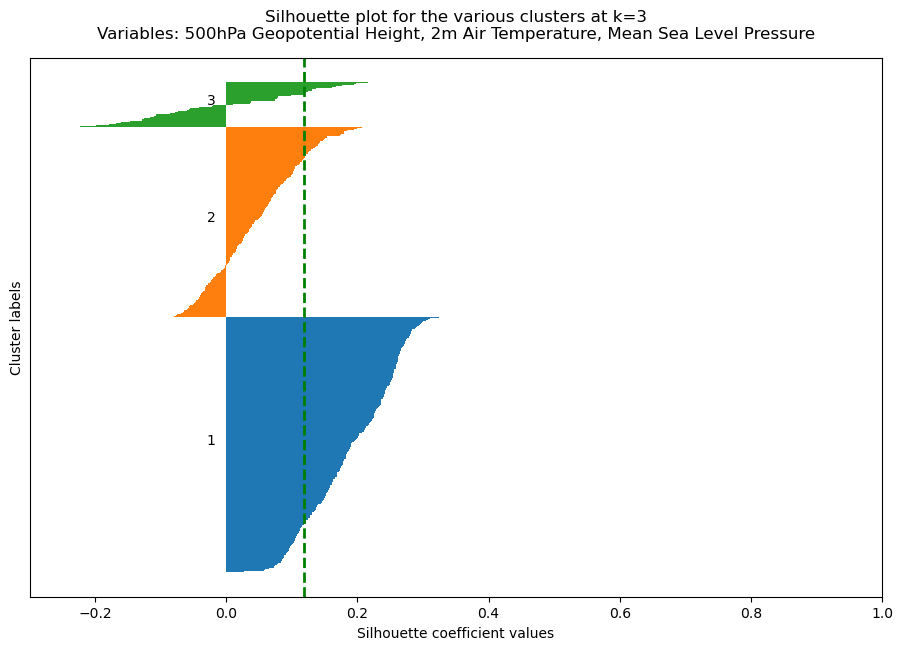 Silhouette plot for the various clusters at k=3
Variables: 500hPa Geopotential Height, 2m Air Temperature, Mean Sea Level Pressure
3
2
1
Cluster labels
−0.2 0.0 0.2 0.4 0.6 0.8 1.0
Silhouette coefficient values